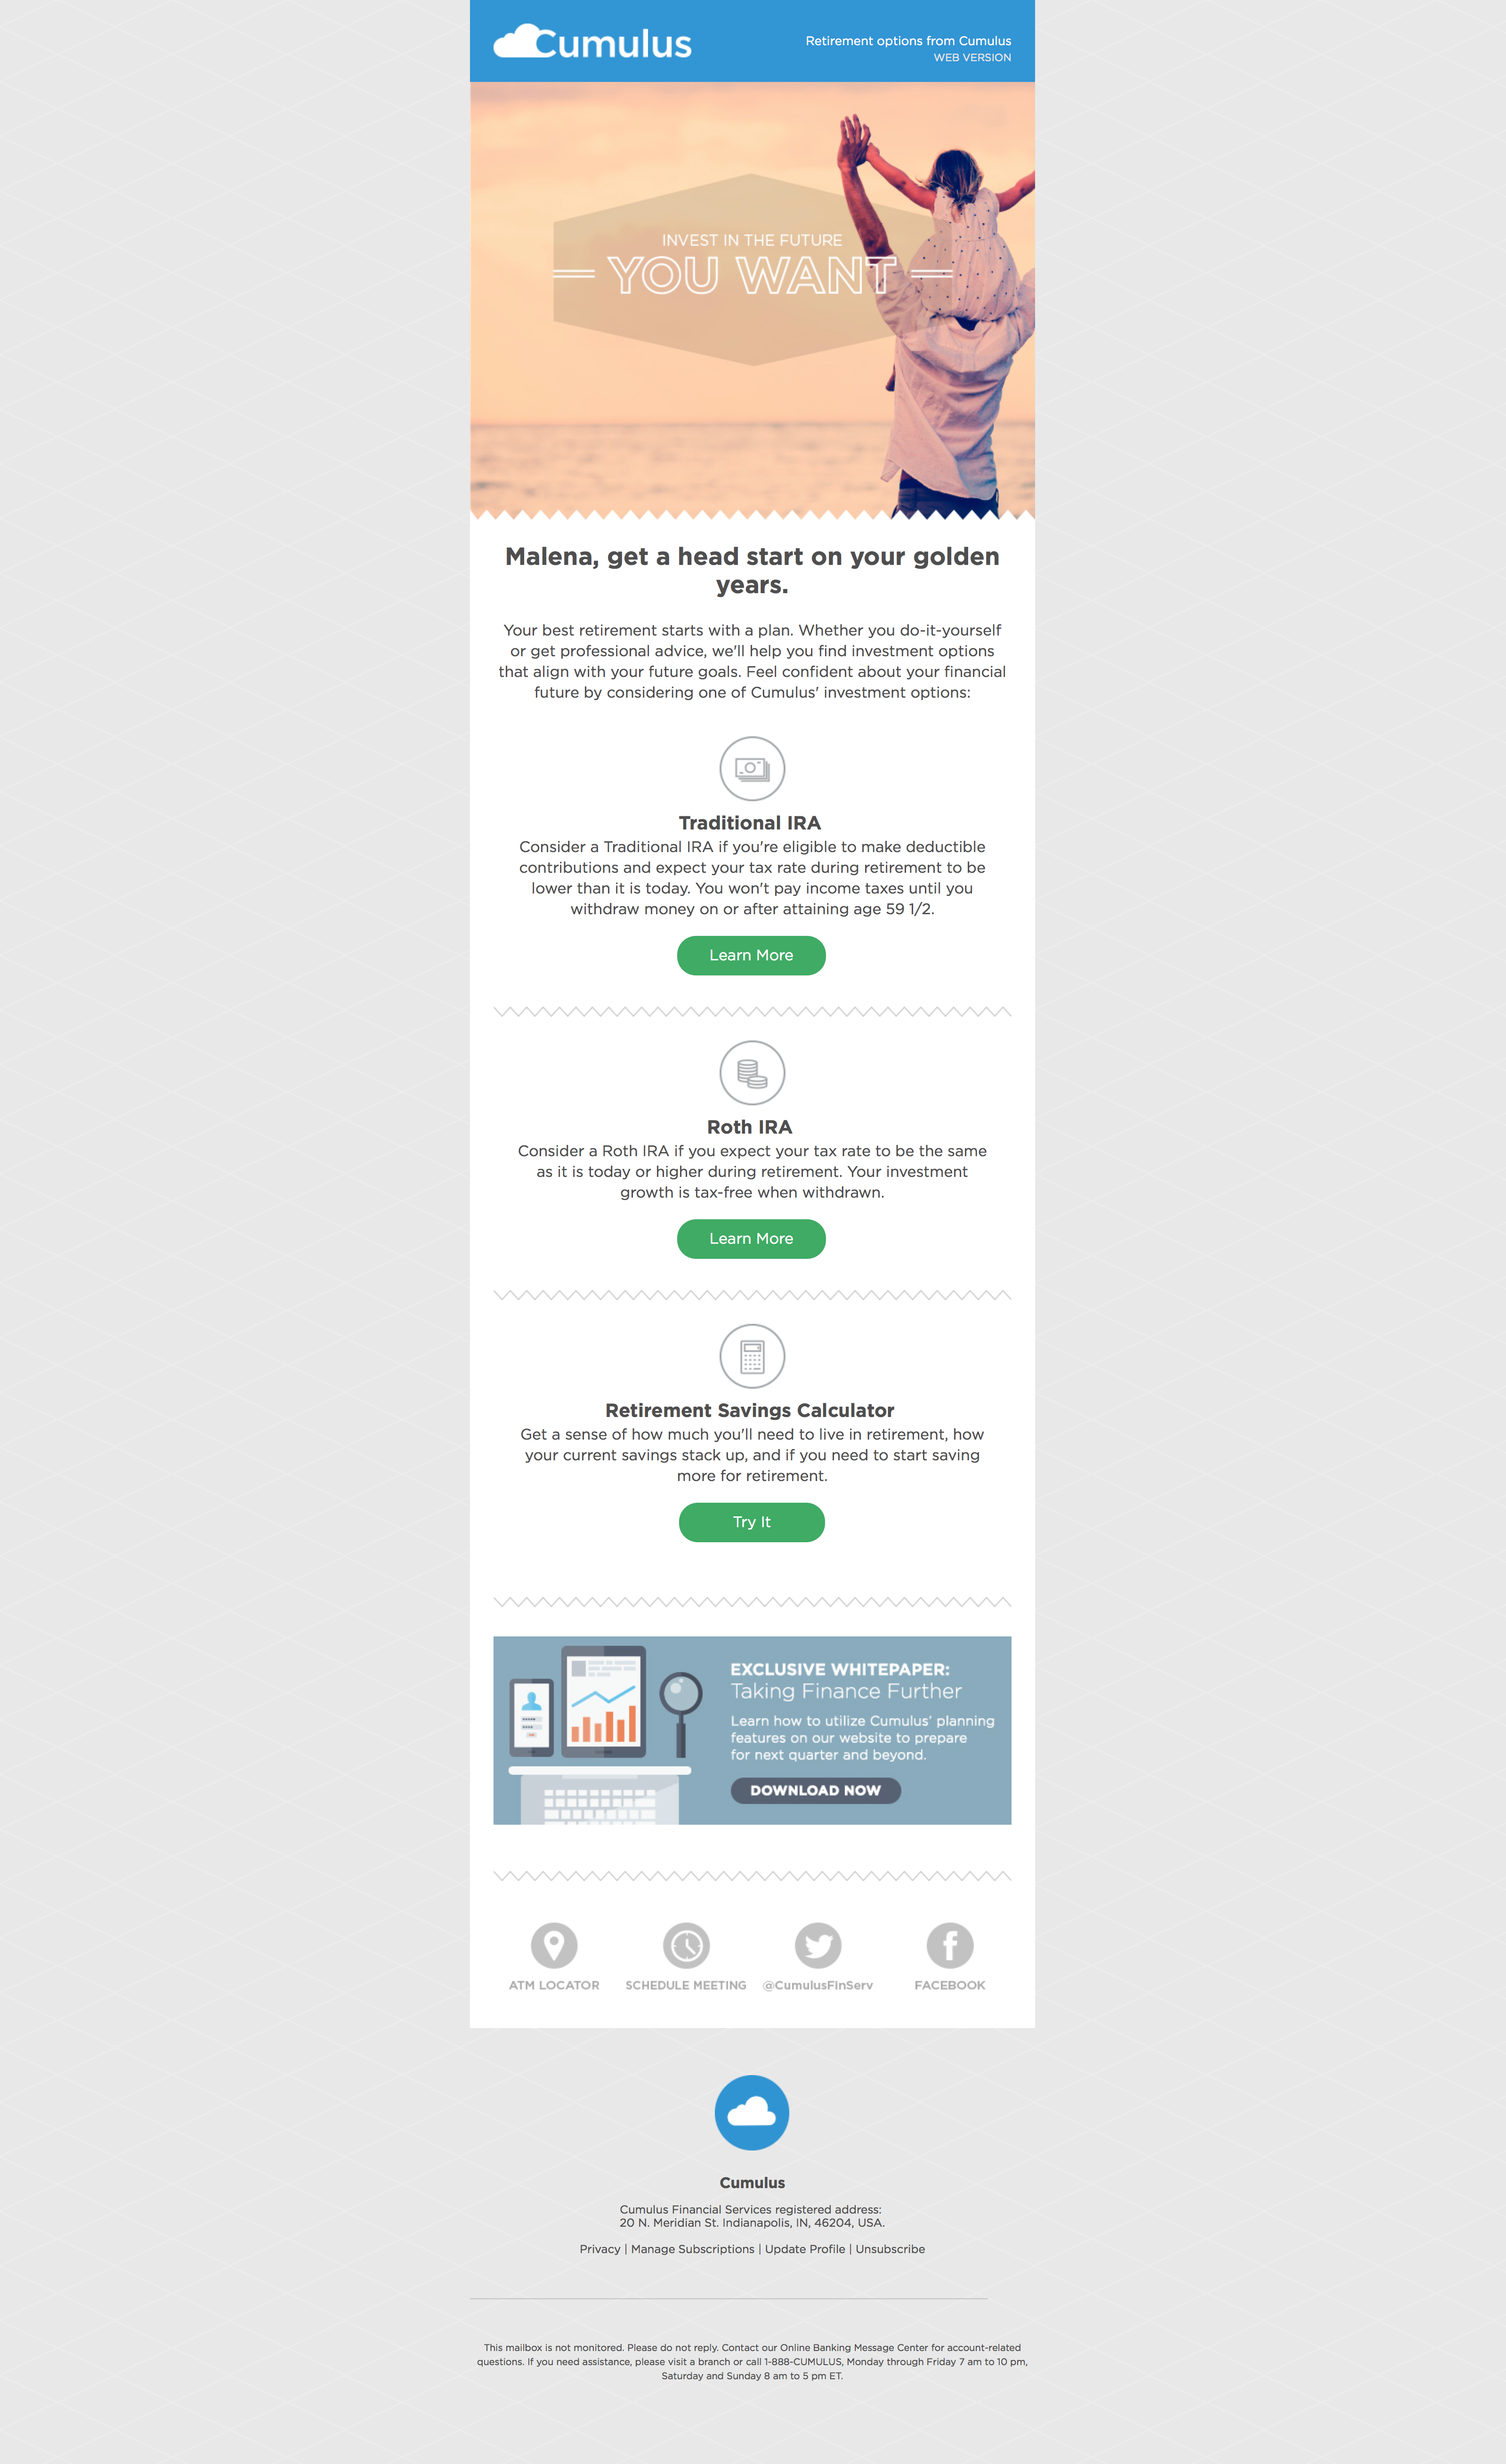 Cumulus
Retirement options from Cumulus
WEB VERSION
INVEST IN THE FUTURE
YOU WANT
Malena, get a head start on your golden
years.
Your best retirement starts with a plan. Whether you do-it-yourself
or get professional advice, we'll help you find investment options
that align with your future goals. Feel confident about your financial
future by considering one of Cumulus' investment options:
Traditional IRA
Consider a Traditional IRA if you're eligible to make deductible
contributions and expect your tax rate during retirement to be
lower than it is today. You won't pay income taxes until you
withdraw money on or after attaining age 59 1/2.
Learn More
Roth IRA
Consider a Roth IRA if you expect your tax rate to be the same
as it is today or higher during retirement. Your investment
growth is tax-free when withdrawn.
Learn More
Retirement Savings Calculator
Get a sense of how much you'll need to live in retirement, how
your current savings stack up, and if you need to start saving
more for retirement.
Try It
EXCLUSIVE WHITEPAPER:
Taking Finance Further
Learn how to utilize Cumulus' planning
features on our website to prepare
for next quarter and beyond.
DOWNLOAD NOW
ATM LOCATOR
SCHEDULE MEETING
@CumulusFinServ
FACEBOOK
Cumulus
Cumulus Financial Services registered address:
20 N. Meridian St. Indianapolis, IN, 46204, USA.
Privacy | Manage Subscriptions | Update Profile | Unsubscribe
This mailbox is not monitored. Please do not reply. Contact our Online Banking Message Center for account-related
questions. If you need assistance, please visit a branch or call 1-888-CUMULUS, Monday through Friday 7 am to 10 pm,
Saturday and Sunday 8 am to 5 pm ET.